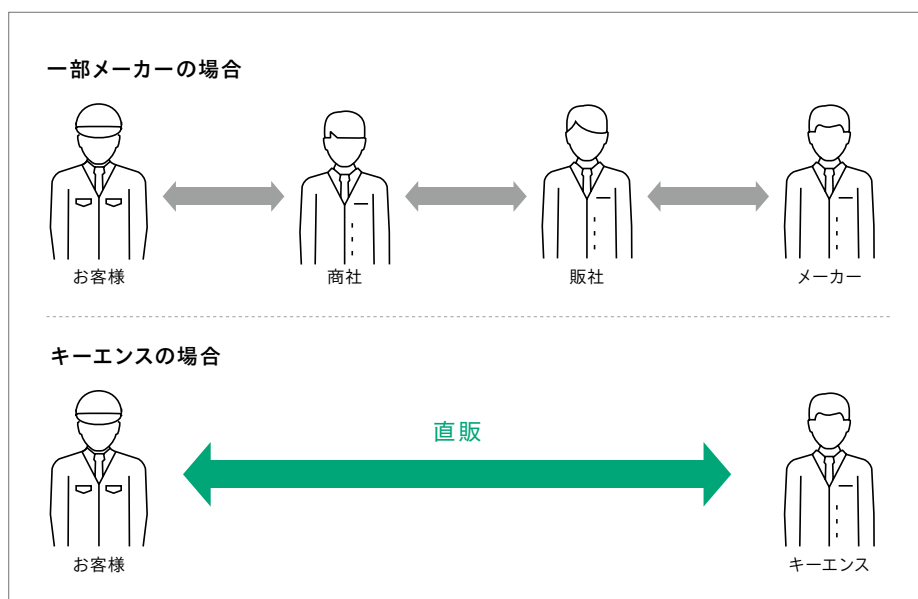 一部メーカーの場合
お客様 商社 販社 メーカー
キーエンスの場合
直販
お客様 キーエンス